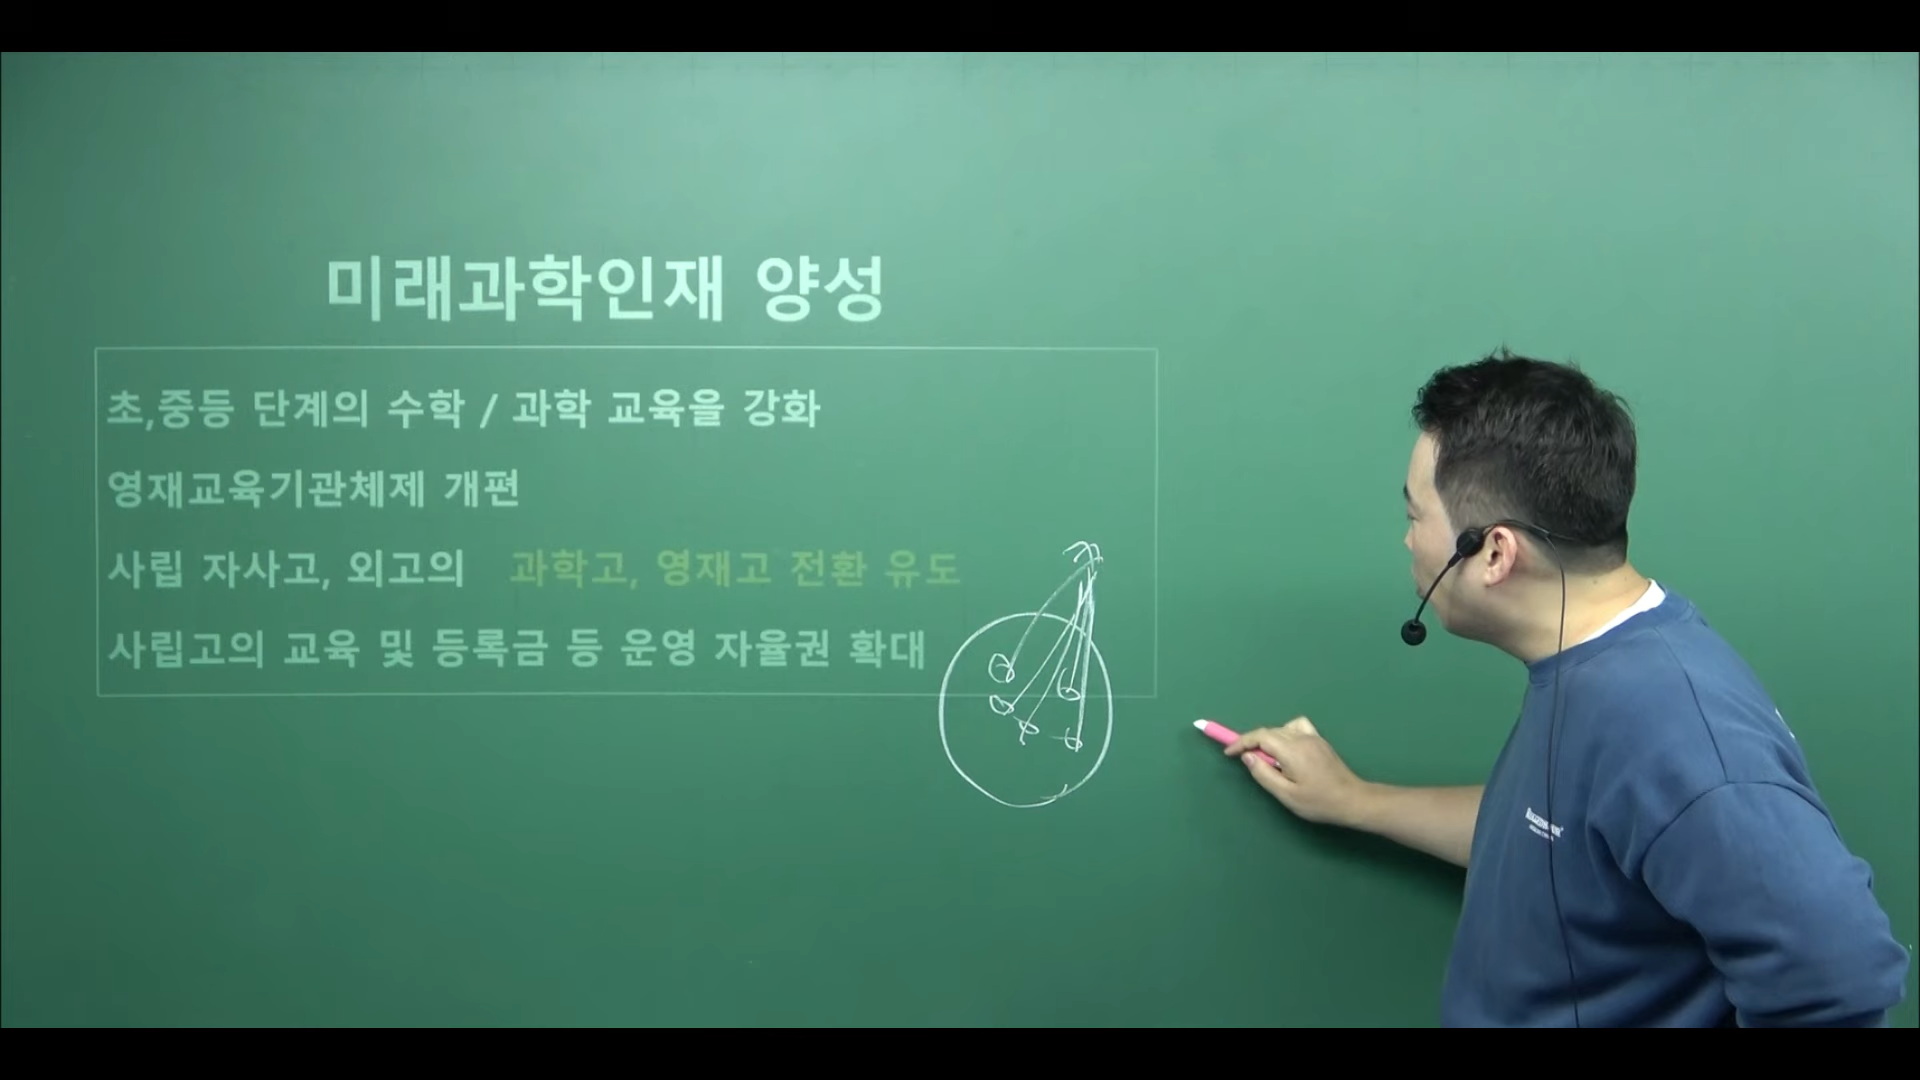 미래과학인재 양성
초,중등 단계의 수학 / 과학 교육을 강화
영재교육기관체제 개편
사립 자사고, 외고의 과학고, 영재고 전환 유도
사립고의 교육 및 등록금 등 운영 자율권 확대